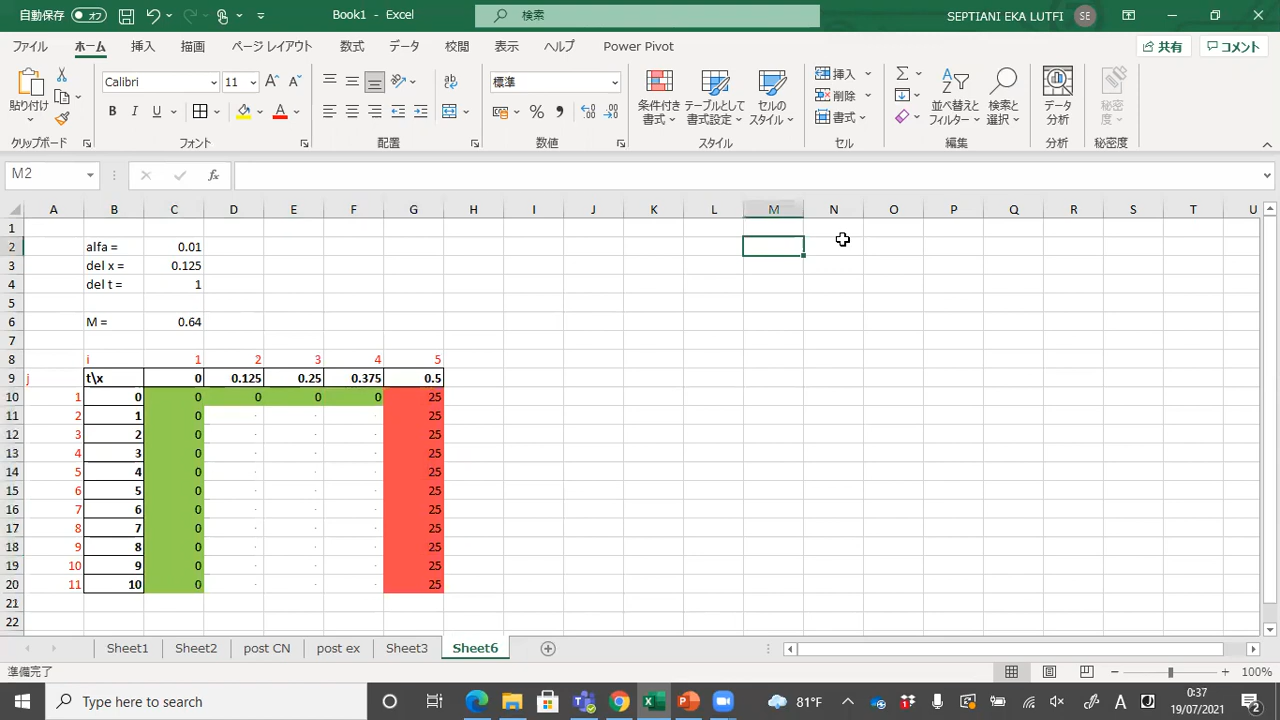 自動保存 オフ Book1 - Excel 検索 SEPTIANI EKA LUTFI SE
ファイル ホーム 挿入 描画 ページ レイアウト 数式 データ 校閲 表示 ヘルプ Power Pivot 共有 コメント
貼り付け Calibri 11 標準 条件付き書式 テーブルとして書式設定 セルのスタイル 挿入 削除 書式 並べ替えとフィルター 検索と選択 データ分析 秘密度
クリップボード フォント 配置 数値 スタイル セル 編集 分析 秘密度
M2 fx
A B C D E F G H I J K L M N O P Q R S T U
1
2 alfa = 0.01
3 del x = 0.125
4 del t = 1
5
6 M = 0.64
7
8 i 1 2 3 4 5
9 j t\x 0 0.125 0.25 0.375 0.5
10 1 0 0 0 0 0 25
11 2 1 0 25
12 3 2 0 25
13 4 3 0 25
14 5 4 0 25
15 6 5 0 25
16 7 6 0 25
17 8 7 0 25
18 9 8 0 25
19 10 9 0 25
20 11 10 0 25
21
22
Sheet1 Sheet2 post CN post ex Sheet3 Sheet6
準備完了 100%
Type here to search 81°F A 0:37
19/07/2021 2